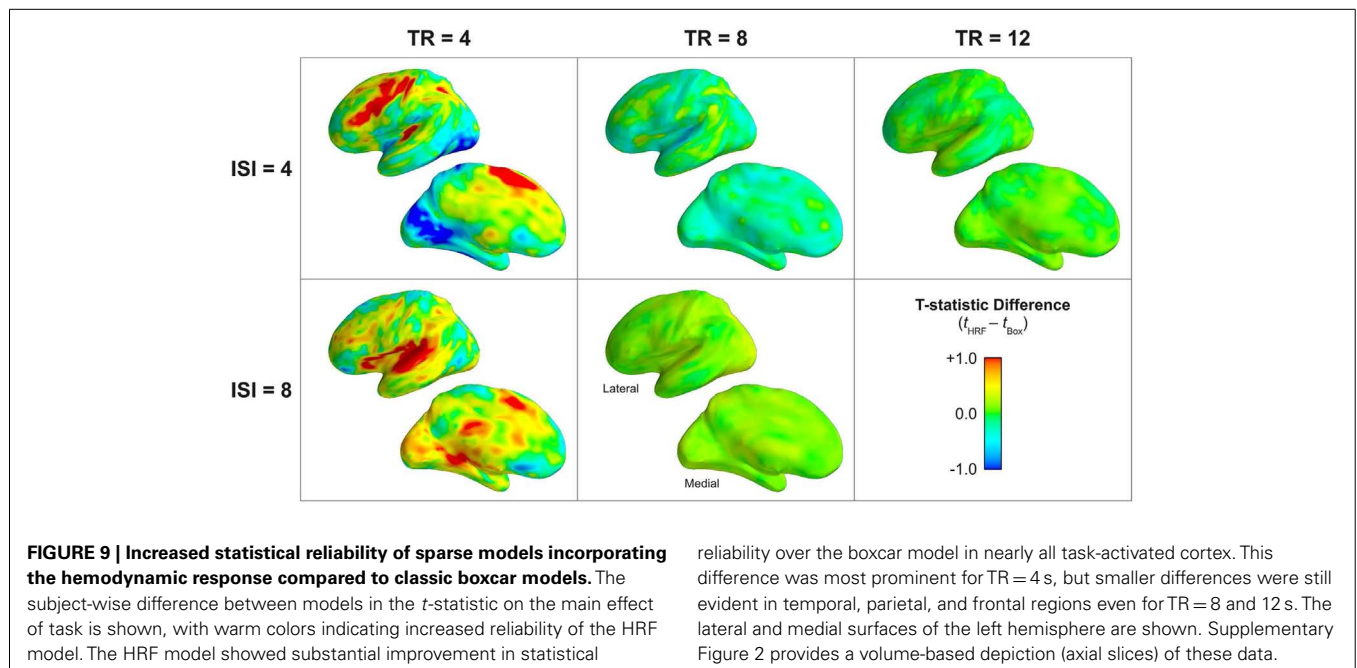 TR = 4
TR = 8
TR = 12
ISI = 4
ISI = 8
Lateral
Medial
T-statistic Difference
(tHRF – tBox)
+1.0
0.0
-1.0
FIGURE 9 | Increased statistical reliability of sparse models incorporating
the hemodynamic response compared to classic boxcar models. The
subject-wise difference between models in the t-statistic on the main effect
of task is shown, with warm colors indicating increased reliability of the HRF
model. The HRF model showed substantial improvement in statistical
reliability over the boxcar model in nearly all task-activated cortex. This
difference was most prominent for TR = 4 s, but smaller differences were still
evident in temporal, parietal, and frontal regions even for TR = 8 and 12 s. The
lateral and medial surfaces of the left hemisphere are shown. Supplementary
Figure 2 provides a volume-based depiction (axial slices) of these data.